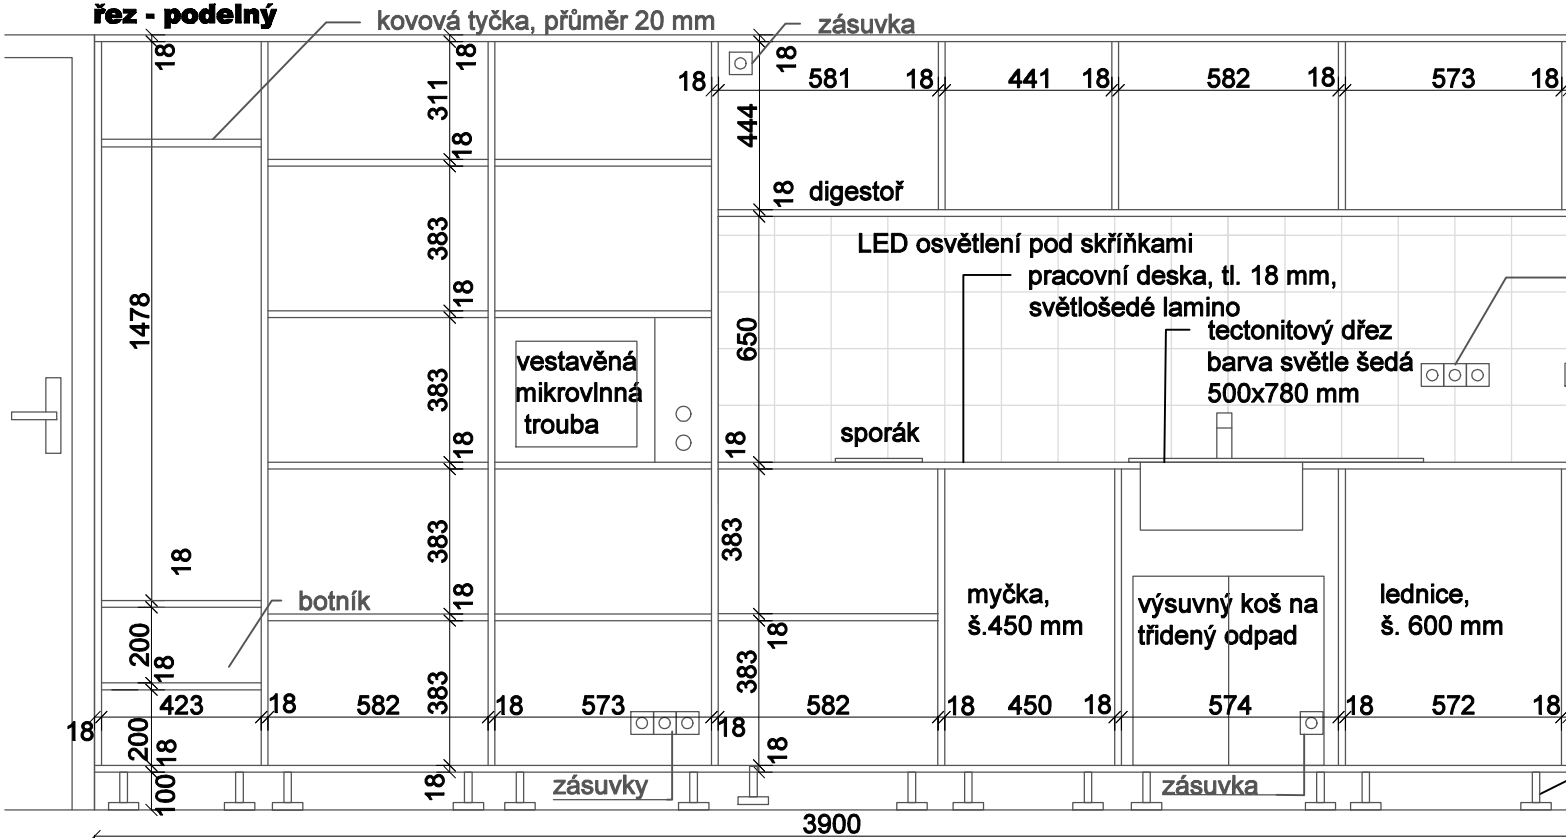 řez - podelný
kovová tyčka, průměr 20 mm
zásuvka
18
18
18
18
581
18
441
18
582
18
573
18
311
444
18
18
digestoř
383
LED osvětlení pod skříňkami
pracovní deska, tl. 18 mm,
světlošedé lamino
18
1478
650
tectonitový dřez
barva světle šedá
500x780 mm
vestavěná
mikrovlnná
trouba
383
18
18
sporák
383
383
18
18
botník
myčka,
š.450 mm
výsuvný koš na
třidený odpad
lednice,
š. 600 mm
200
18
18
383
383
18
423
18
582
18
573
18
582
18
450
18
574
18
572
18
200
18
18
100
18
zásuvky
zásuvka
3900